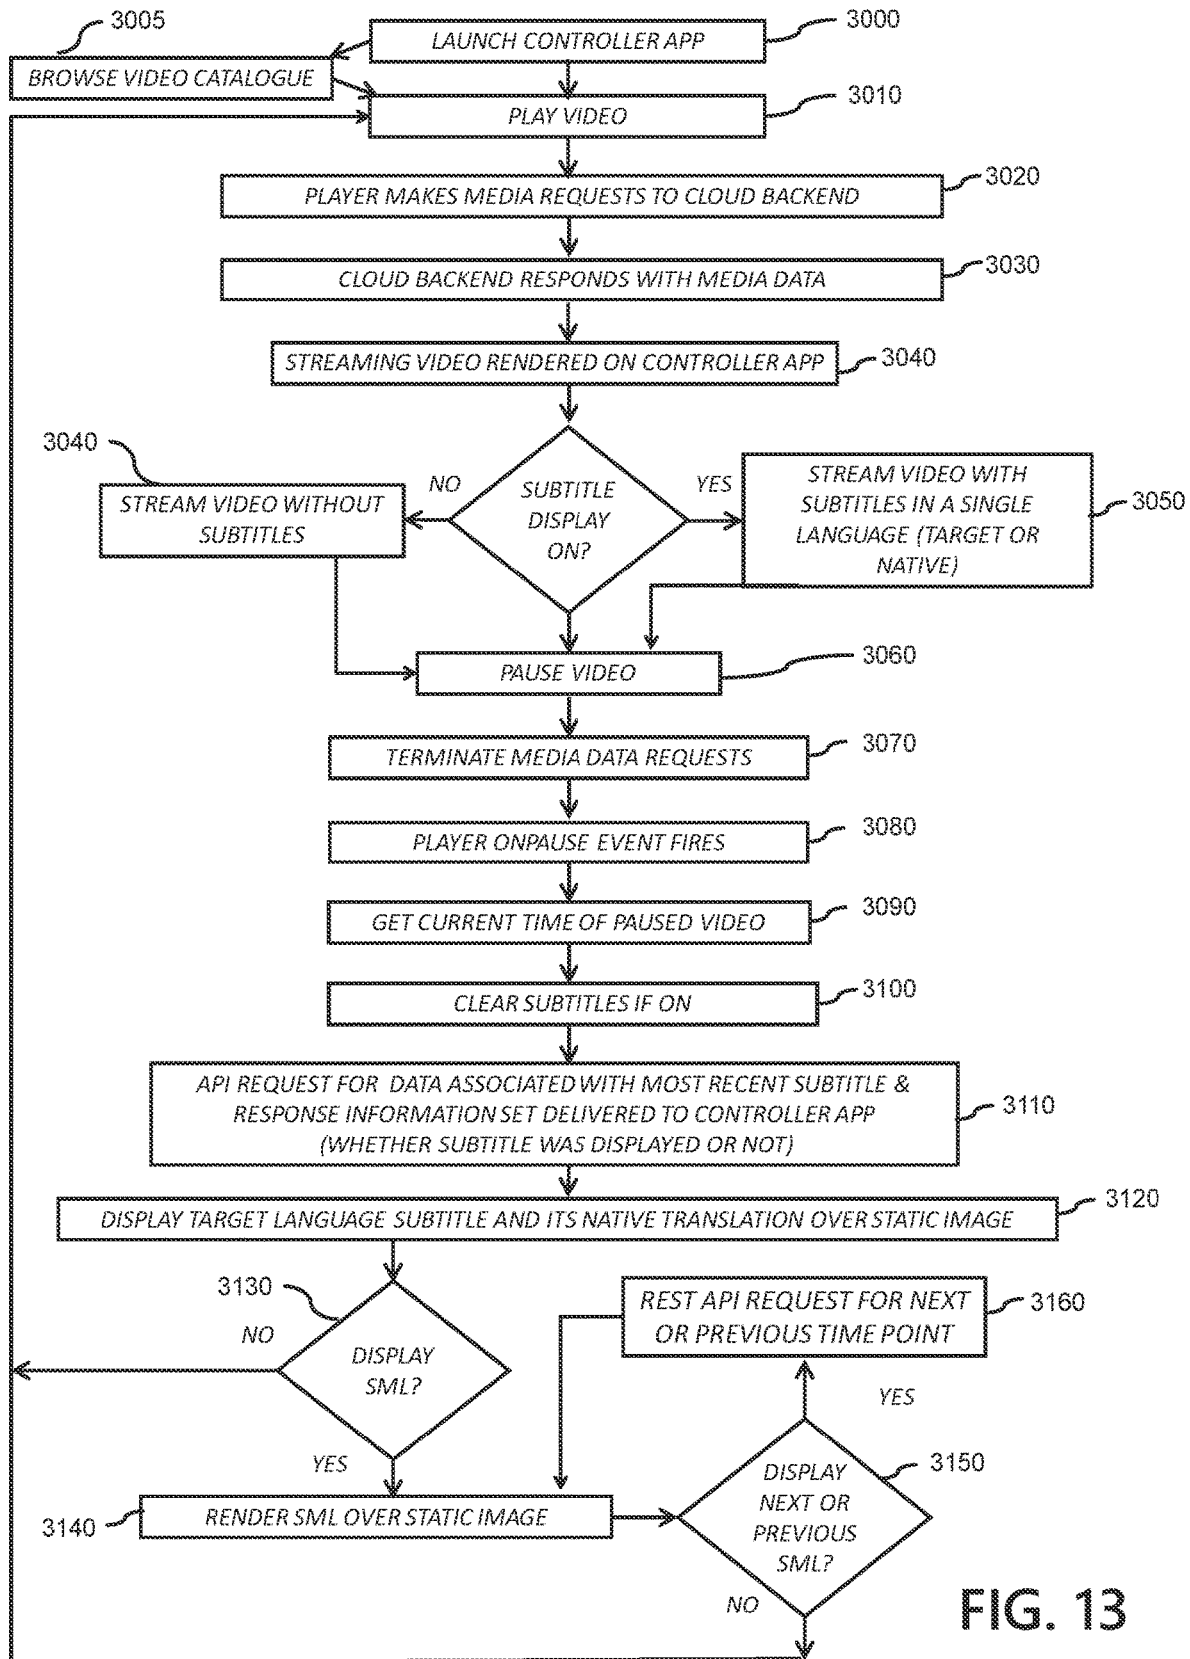 3005
3000
LAUNCH CONTROLLER APP
BROWSE VIDEO CATALOGUE
3010
PLAY VIDEO
3020
PLAYER MAKES MEDIA REQUESTS TO CLOUD BACKEND
3030
CLOUD BACKEND RESPONDS WITH MEDIA DATA
3040
STREAMING VIDEO RENDERED ON CONTROLLER APP
3040
STREAM VIDEO WITHOUT
SUBTITLES
NO
SUBTITLE
DISPLAY
ON?
YES
STREAM VIDEO WITH
SUBTITLES IN A SINGLE
LANGUAGE (TARGET OR
NATIVE)
3050
3060
PAUSE VIDEO
3070
TERMINATE MEDIA DATA REQUESTS
3080
PLAYER ONPAUSE EVENT FIRES
3090
GET CURRENT TIME OF PAUSED VIDEO
3100
CLEAR SUBTITLES IF ON
API REQUEST FOR DATA ASSOCIATED WITH MOST RECENT SUBTITLE &
RESPONSE INFORMATION SET DELIVERED TO CONTROLLER APP
(WHETHER SUBTITLE WAS DISPLAYED OR NOT)
3110
3120
DISPLAY TARGET LANGUAGE SUBTITLE AND ITS NATIVE TRANSLATION OVER STATIC IMAGE
3130
NO
DISPLAY
SML?
YES
REST API REQUEST FOR NEXT
OR PREVIOUS TIME POINT
3160
YES
3140
RENDER SML OVER STATIC IMAGE
3150
DISPLAY
NEXT OR
PREVIOUS
SML?
NO
FIG. 13